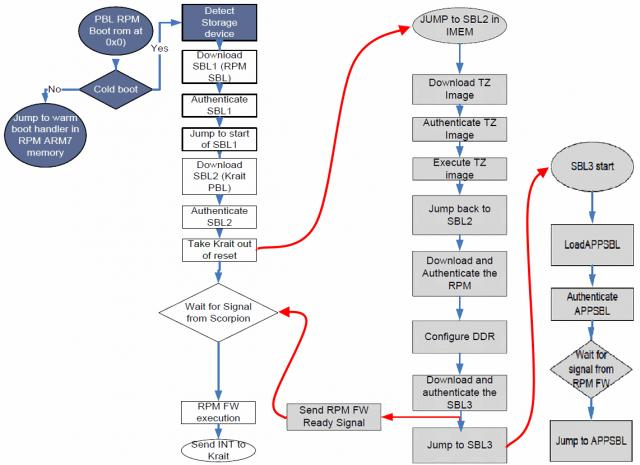 PBL RPM
Boot rom at
0x0)
Yes
No
Cold boot
Jump to warm
boot handler in
RPM ARM7
memory
Detect
Storage
device
Download
SBL1 (RPM
SBL)
Authenticate
SBL1
Jump to start
of SBL1
Download
SBL2 (Krait
PBL)
Authenticate
SBL2
Take Krait out
of reset
Wait for Signal
from Scorpion
RPM FW
execution
Send INT to
Krait
JUMP to SBL2 in
IMEM
Download TZ
Image
Authenticate TZ
Image
Execute TZ
image
Jump back to
SBL2
Download and
Authenticate the
RPM
Configure DDR
Download and
authenticate the
SBL3
Send RPM FW
Ready Signal
Jump to SBL3
SBL3 start
LoadAPPSBL
Authenticate
APPSBL
Wait for
signal from
RPM FW
Jump to APPSBL